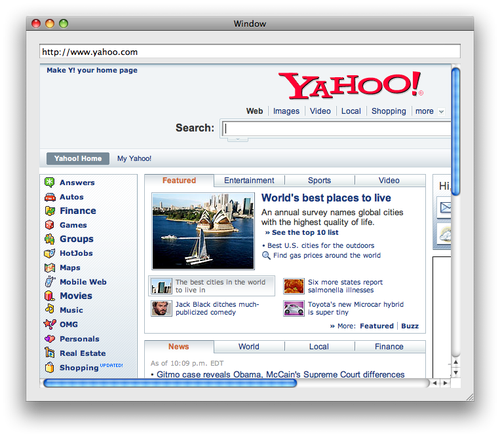 Window
http://www.yahoo.com
Make Y! your home page
YAHOO!®
Web Images Video Local Shopping more
Search:
Yahoo! Home My Yahoo!
Answers
Autos
Finance
Games
Groups
HotJobs
Maps
Mobile Web
Movies
Music
OMG
Personals
Real Estate
Shopping UPDATED!
Featured Entertainment Sports Video
World's best places to live
An annual survey names global cities
with the highest quality of life.
» See the top 10 list
• Best U.S. cities for the outdoors
Find gas prices around the world
The best cities in the world
to live in
Six more states report
salmonella illnesses
Jack Black ditches much-
publicized comedy
Toyota's new Microcar hybrid
is super tiny
» More: Featured | Buzz
Hi,
News World Local Finance
As of 10:09 p.m. EDT
• Gitmo case reveals Obama, McCain's Supreme Court differences